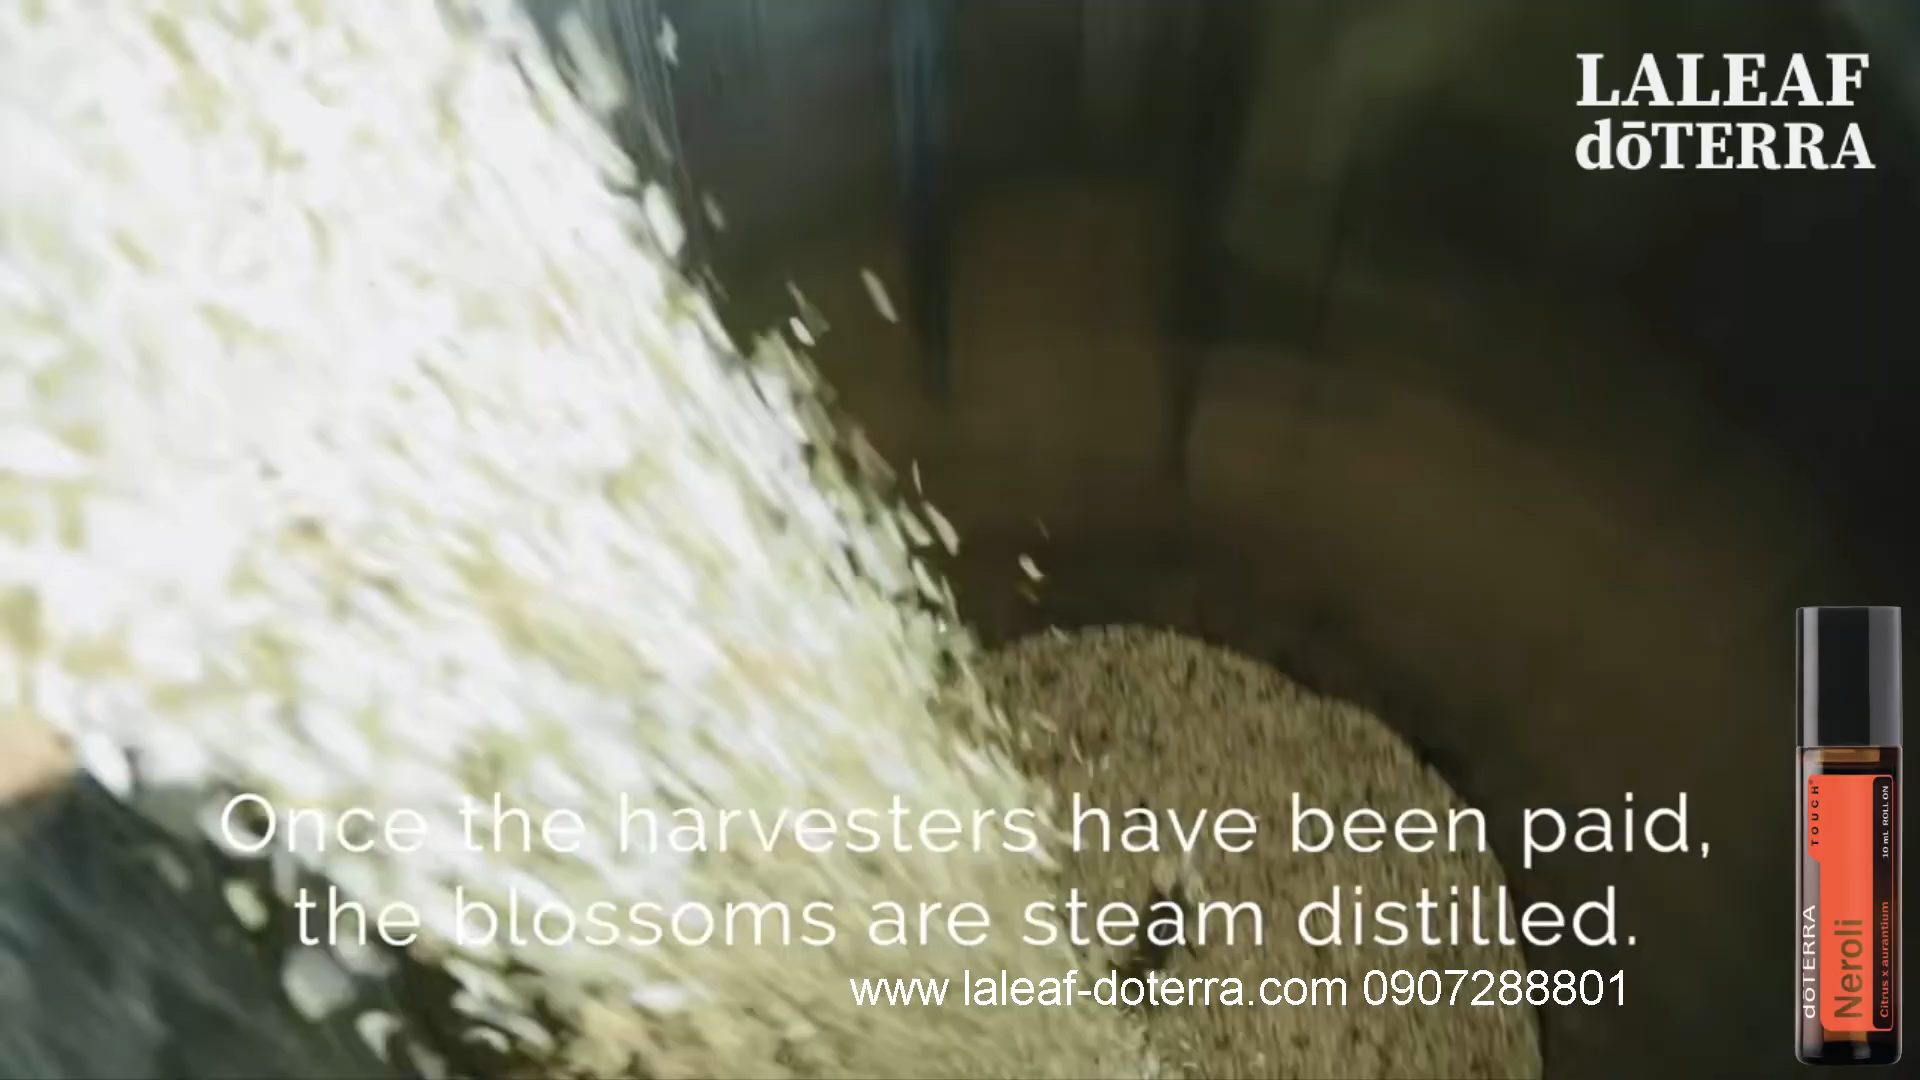 LALEAF
dōTERRA
Once the harvesters have been paid,
the blossoms are steam distilled.
www laleaf-doterra.com 0907288801
dōTERRA
TOUCH
Neroli
Citrus x aurantium
10 mL ROLL ON